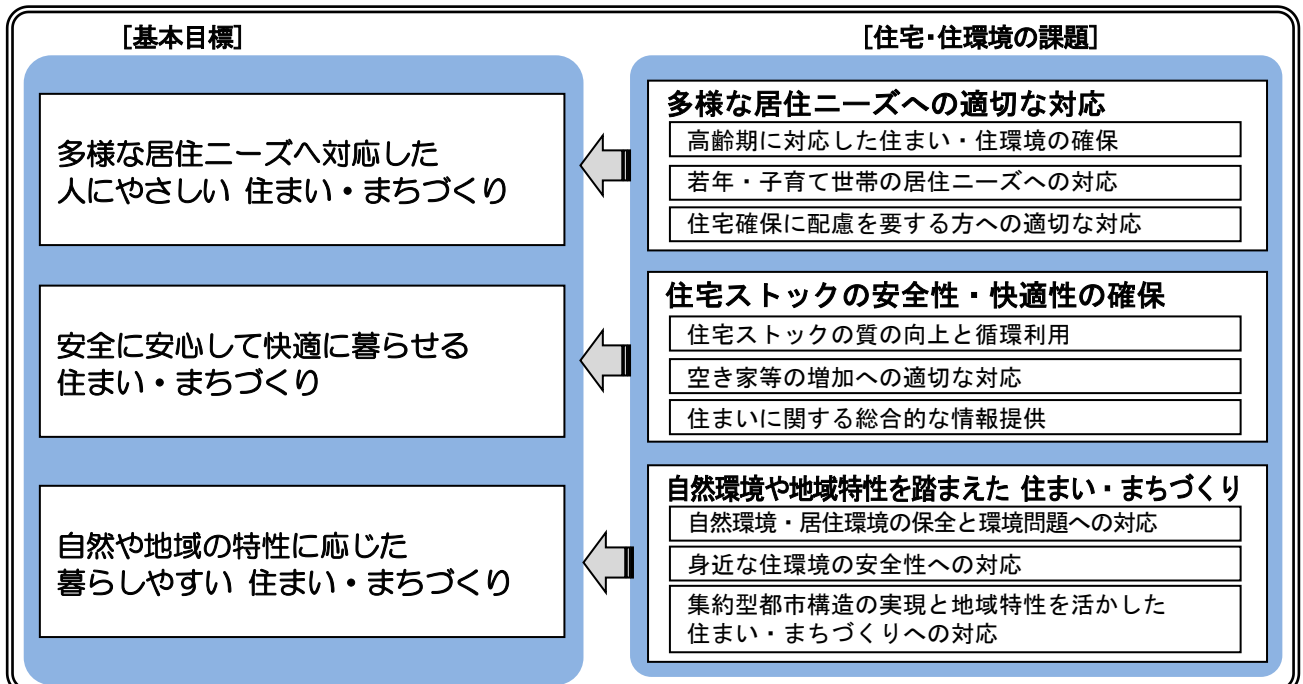 [基本目標]
多様な居住ニーズへ対応した
人にやさしい 住まい・まちづくり
安全に安心して快適に暮らせる
住まい・まちづくり
自然や地域の特性に応じた
暮らしやすい 住まい・まちづくり
[住宅・住環境の課題]
多様な居住ニーズへの適切な対応
高齢期に対応した住まい・住環境の確保
若年・子育て世帯の居住ニーズへの対応
住宅確保に配慮を要する方への適切な対応
住宅ストックの安全性・快適性の確保
住宅ストックの質の向上と循環利用
空き家等の増加への適切な対応
住まいに関する総合的な情報提供
自然環境や地域特性を踏まえた 住まい・まちづくり
自然環境・居住環境の保全と環境問題への対応
身近な住環境の安全性への対応
集約型都市構造の実現と地域特性を活かした
住まい・まちづくりへの対応